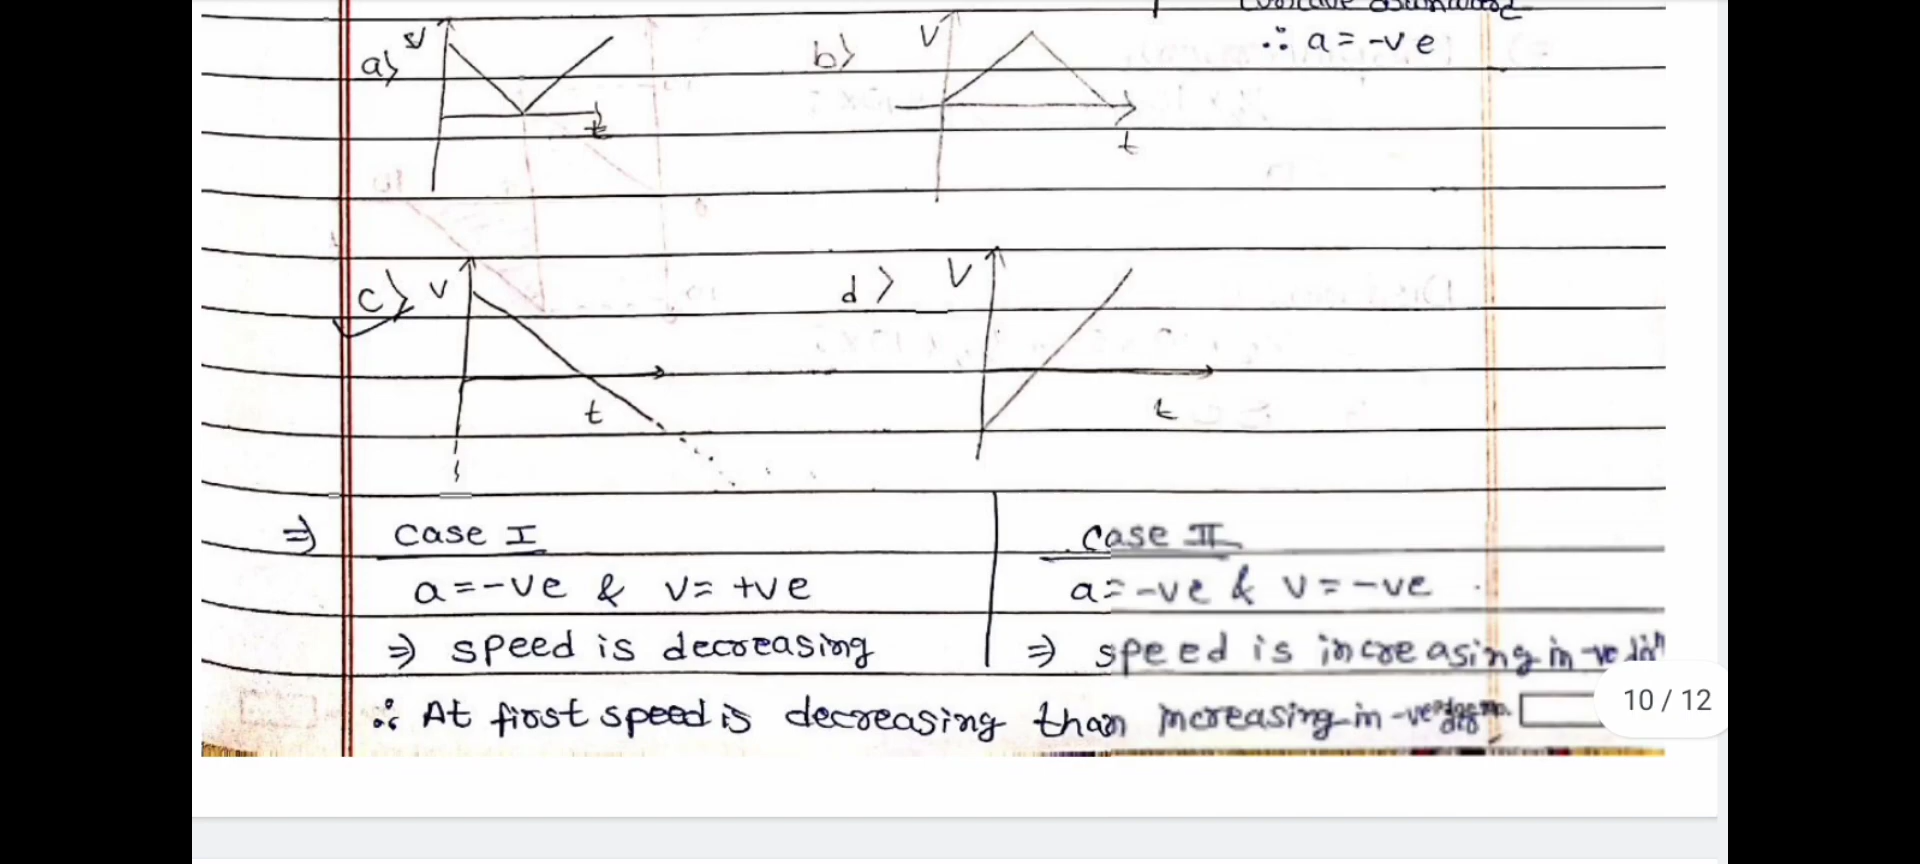 ∴ a = -ve
a) v
t
b) v
t
c) v
t
d) v
t
⇒ case I
a = -ve & v = +ve
⇒ speed is decreasing
case II
a = -ve & v = -ve
⇒ speed is increasing in -ve dirⁿ
∴ At first speed is decreasing than increasing in -ve
10 / 12